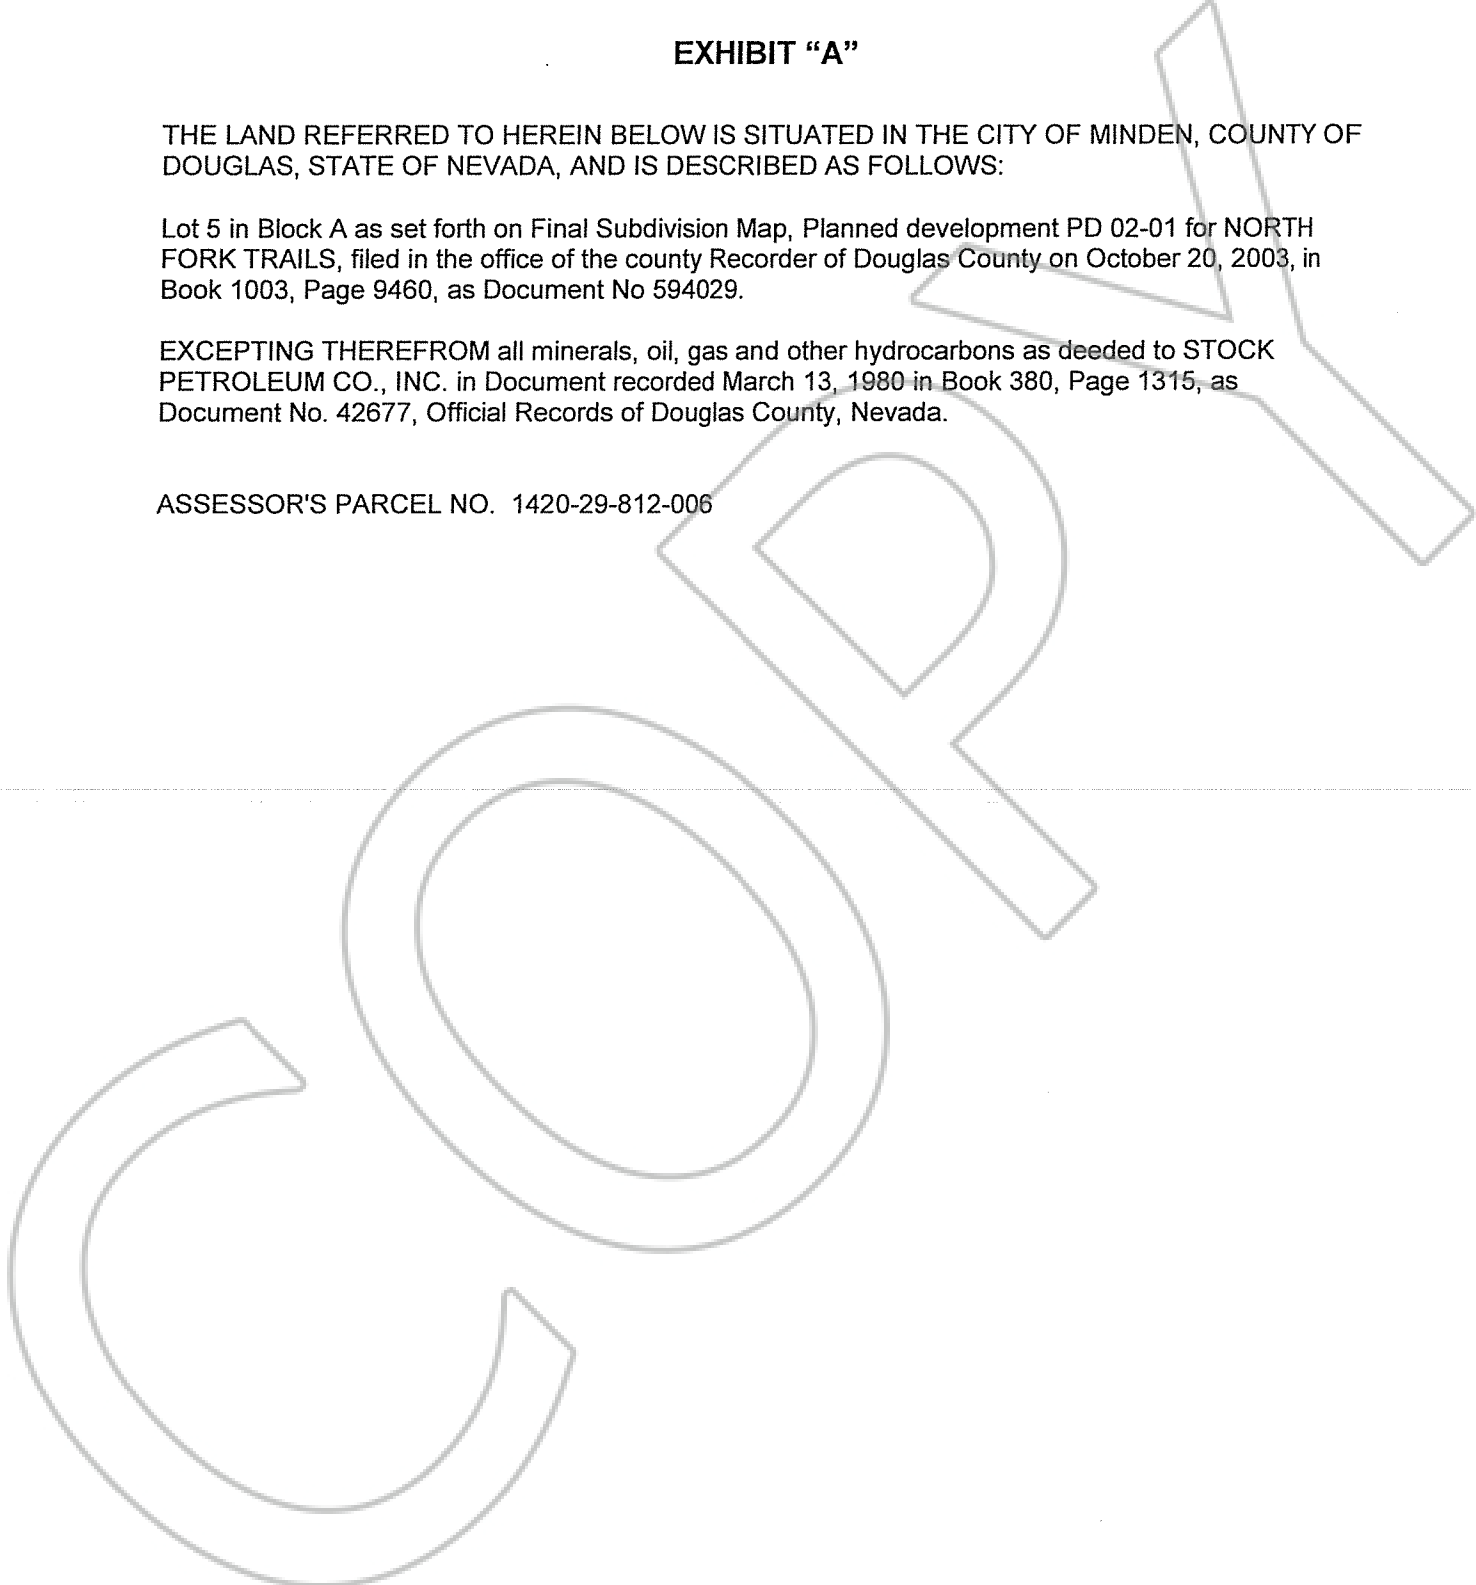 EXHIBIT “A”
THE LAND REFERRED TO HEREIN BELOW IS SITUATED IN THE CITY OF MINDEN, COUNTY OF
DOUGLAS, STATE OF NEVADA, AND IS DESCRIBED AS FOLLOWS:
Lot 5 in Block A as set forth on Final Subdivision Map, Planned development PD 02-01 for NORTH
FORK TRAILS, filed in the office of the county Recorder of Douglas County on October 20, 2003, in
Book 1003, Page 9460, as Document No 594029.
EXCEPTING THEREFROM all minerals, oil, gas and other hydrocarbons as deeded to STOCK
PETROLEUM CO., INC. in Document recorded March 13, 1980 in Book 380, Page 1315, as
Document No. 42677, Official Records of Douglas County, Nevada.
ASSESSOR'S PARCEL NO. 1420-29-812-006
COPY